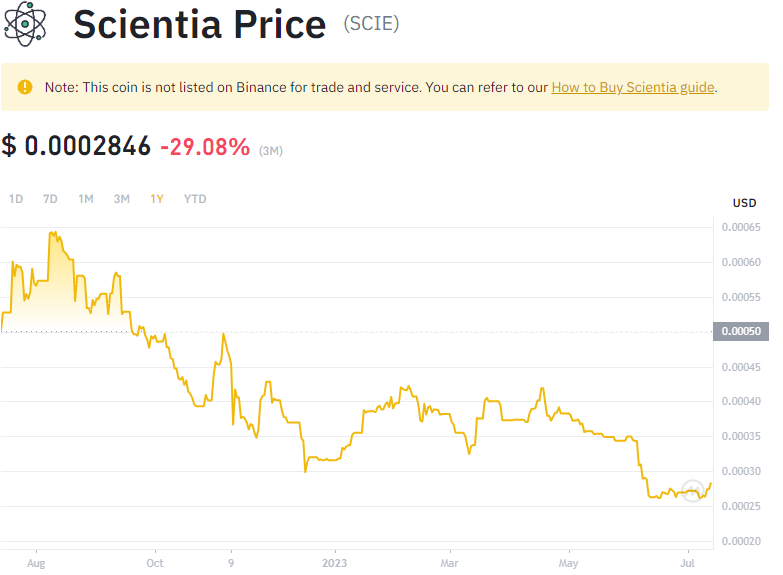 Scientia Price (SCIE)
Note: This coin is not listed on Binance for trade and service. You can refer to our How to Buy Scientia guide.
$ 0.0002846 -29.08% (3M)
1D 7D 1M 3M 1Y YTD
USD
0.00065
0.00060
0.00055
0.00050
0.00045
0.00040
0.00035
0.00030
0.00025
0.00020
Aug Oct 9 2023 Mar May Jul